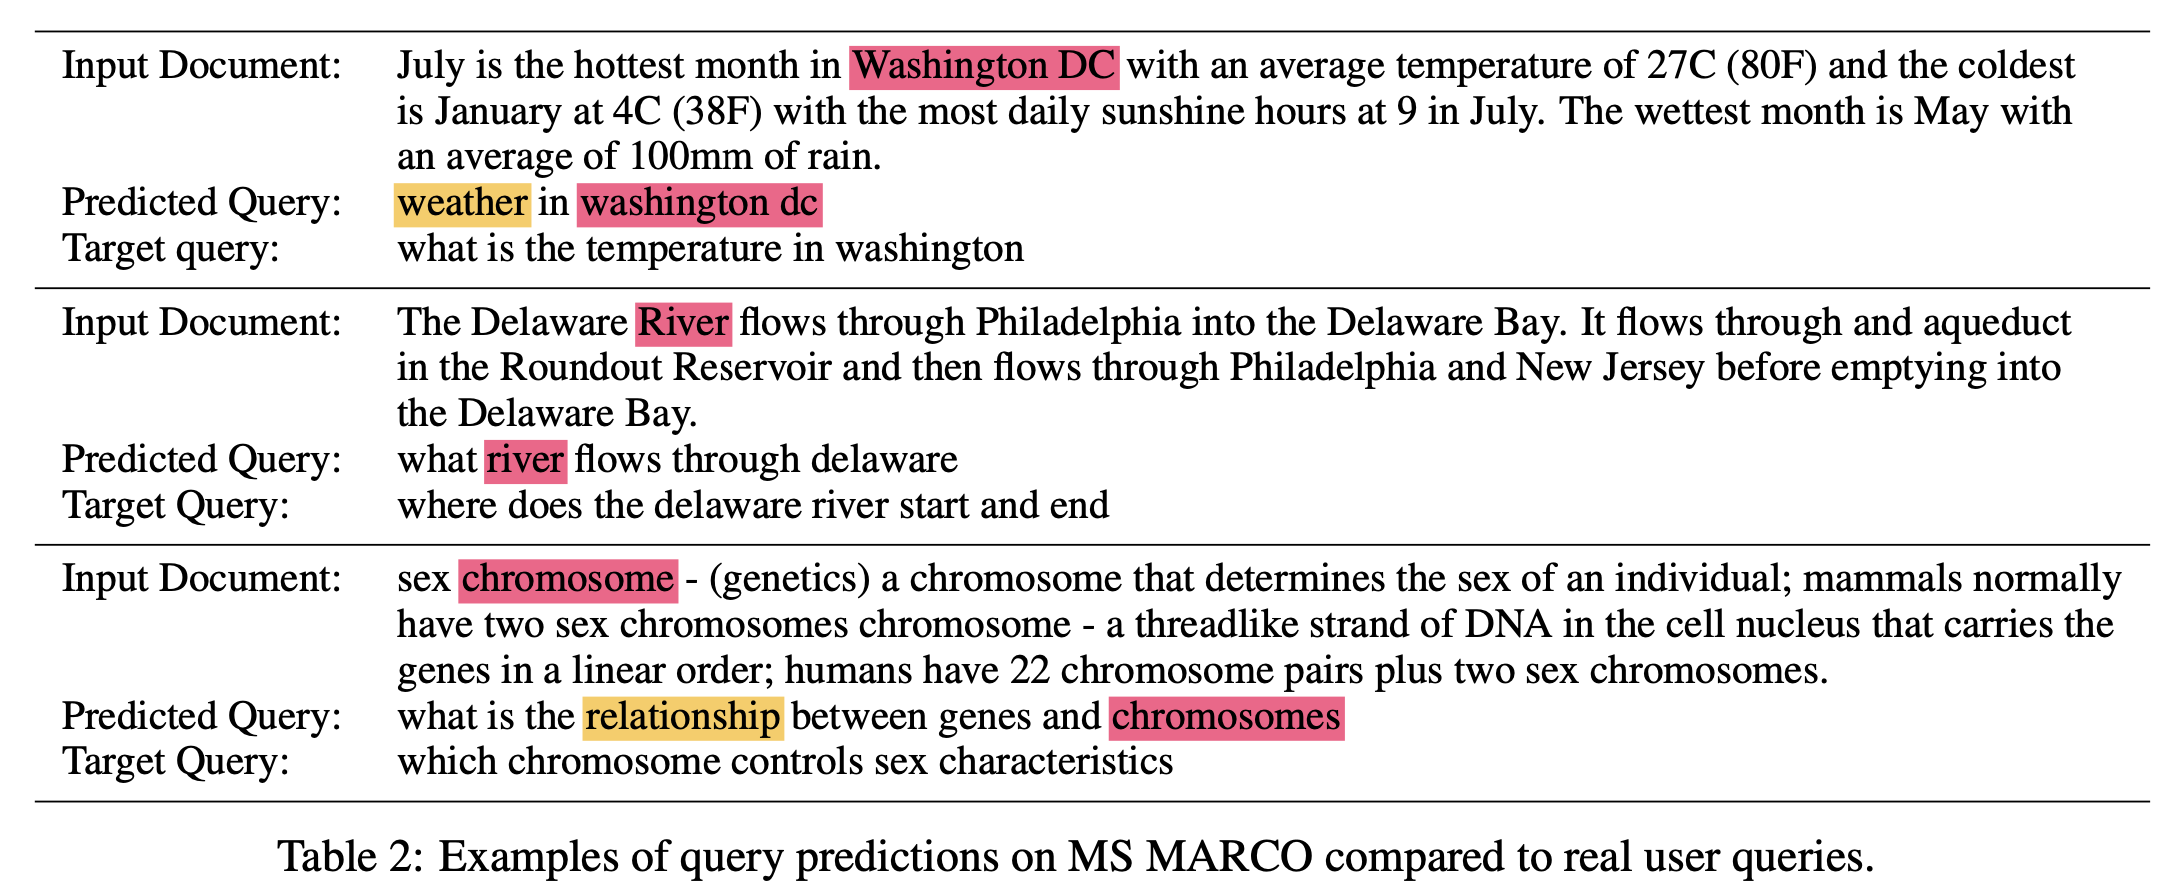 Input Document: July is the hottest month in Washington DC with an average temperature of 27C (80F) and the coldest
is January at 4C (38F) with the most daily sunshine hours at 9 in July. The wettest month is May with
an average of 100mm of rain.
Predicted Query: weather in washington dc
Target query: what is the temperature in washington
Input Document: The Delaware River flows through Philadelphia into the Delaware Bay. It flows through and aqueduct
in the Roundout Reservoir and then flows through Philadelphia and New Jersey before emptying into
the Delaware Bay.
Predicted Query: what river flows through delaware
Target Query: where does the delaware river start and end
Input Document: sex chromosome - (genetics) a chromosome that determines the sex of an individual; mammals normally
have two sex chromosomes chromosome - a threadlike strand of DNA in the cell nucleus that carries the
genes in a linear order; humans have 22 chromosome pairs plus two sex chromosomes.
Predicted Query: what is the relationship between genes and chromosomes
Target Query: which chromosome controls sex characteristics
Table 2: Examples of query predictions on MS MARCO compared to real user queries.